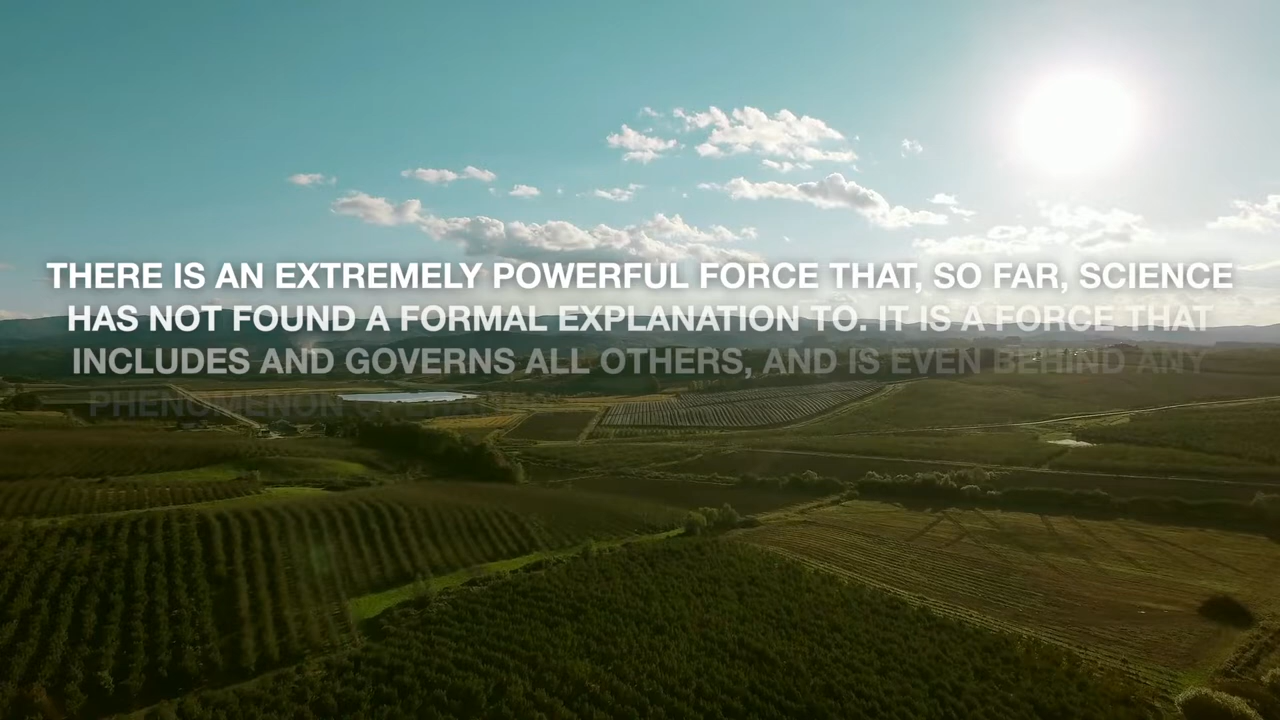 THERE IS AN EXTREMELY POWERFUL FORCE THAT, SO FAR, SCIENCE
HAS NOT FOUND A FORMAL EXPLANATION TO. IT IS A FORCE THAT
INCLUDES AND GOVERNS ALL OTHERS, AND IS EVEN BEHIND ANY
PHENOMENON